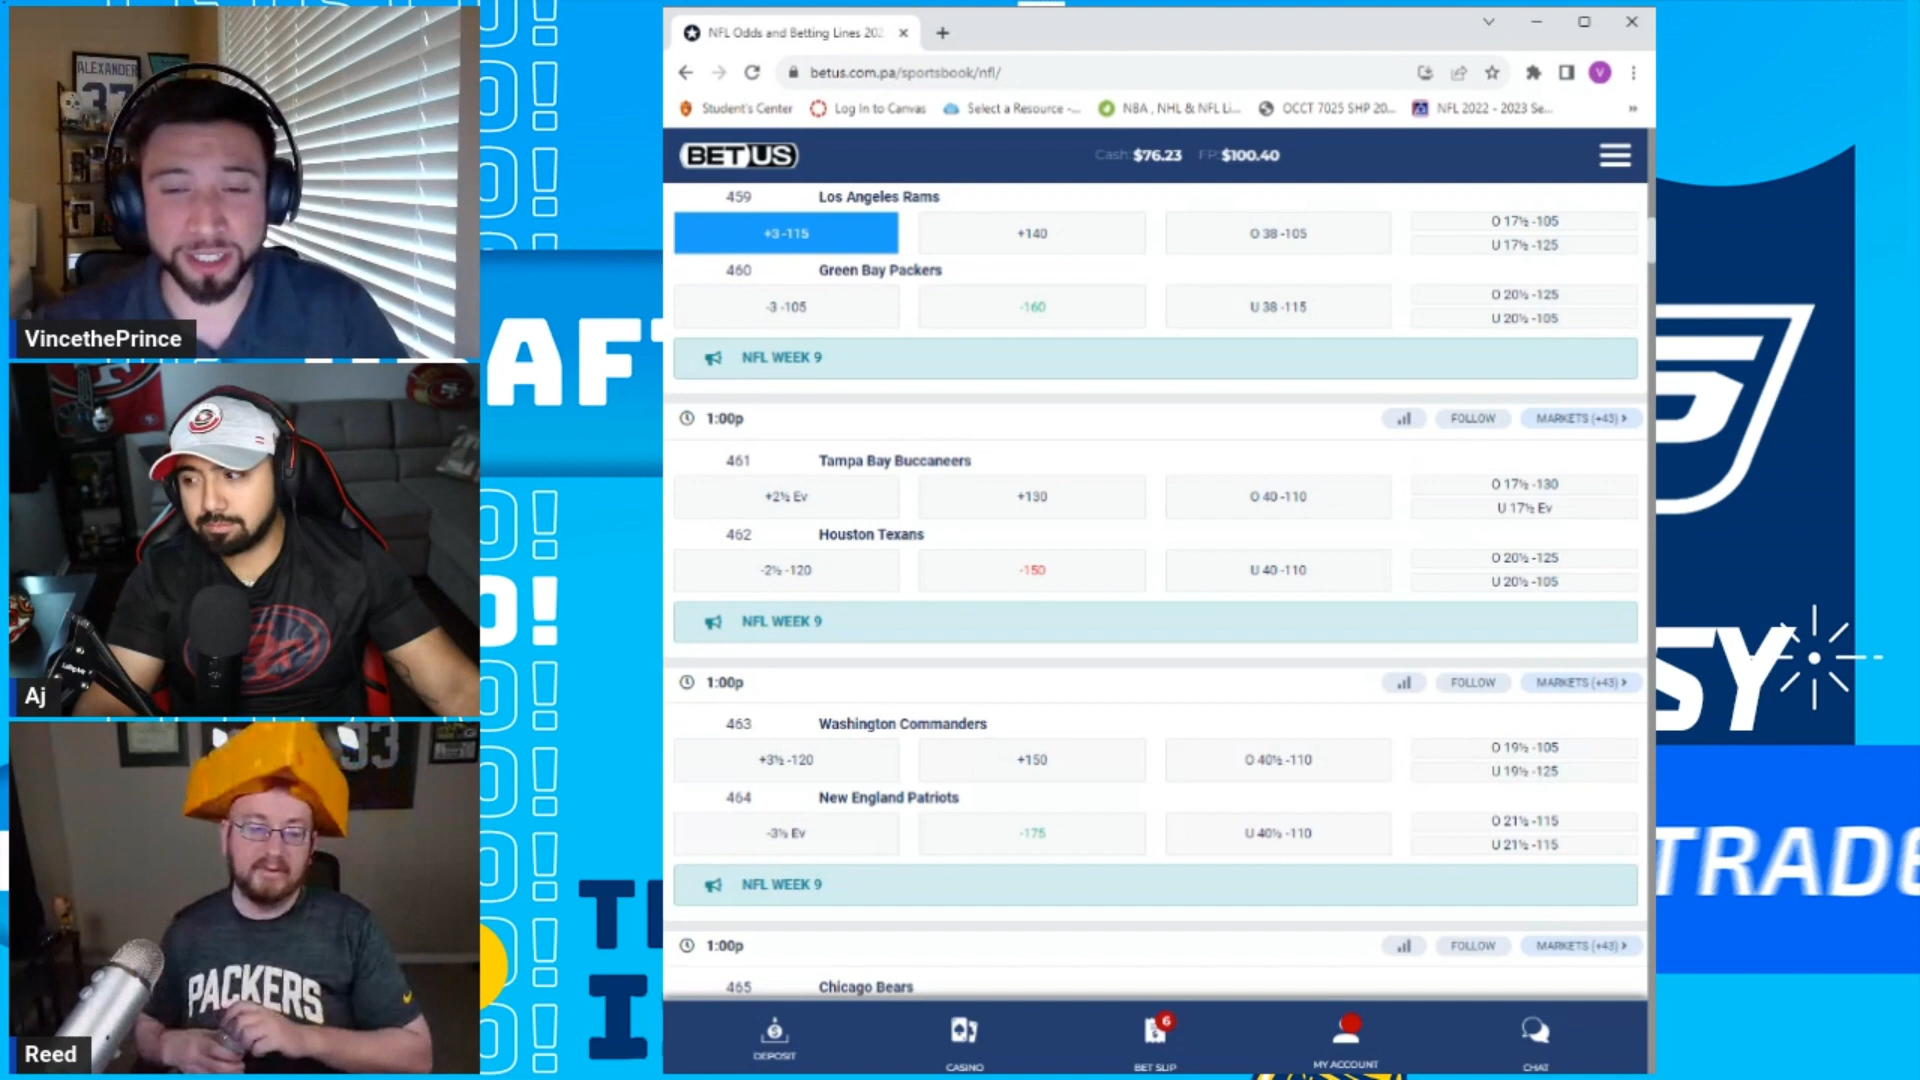 ALEXANDER
37
VincethePrince
Aj
33
PACKERS
Reed
AFT
O!
NFL Odds and Betting Lines 202
betus.com.pa/sportsbook/nfl/
V
Student's Center
Log In to Canvas
Select a Resource -...
NBA , NHL & NFL Li...
OCCT 7025 SHP 20...
NFL 2022 - 2023 Se...
BETUS
Cash: $76.23 FP: $100.40
459 Los Angeles Rams
+3 -115 +140 O 38 -105 O 17½ -105
U 17½ -125
460 Green Bay Packers
-3 -105 -160 U 38 -115 O 20½ -125
U 20½ -105
NFL WEEK 9
1:00p FOLLOW MARKETS (+43) >
461 Tampa Bay Buccaneers
+2½ Ev +130 O 40 -110 O 17½ -130
U 17½ Ev
462 Houston Texans
-2½ -120 -150 U 40 -110 O 20½ -125
U 20½ -105
NFL WEEK 9
1:00p FOLLOW MARKETS (+43) >
463 Washington Commanders
+3½ -120 +150 O 40½ -110 O 19½ -105
U 19½ -125
464 New England Patriots
-3½ Ev -175 U 40½ -110 O 21½ -115
U 21½ -115
NFL WEEK 9
1:00p FOLLOW MARKETS (+43) >
465 Chicago Bears
DEPOSIT
CASINO
6
BET SLIP
MY ACCOUNT
CHAT
SY
TRADE